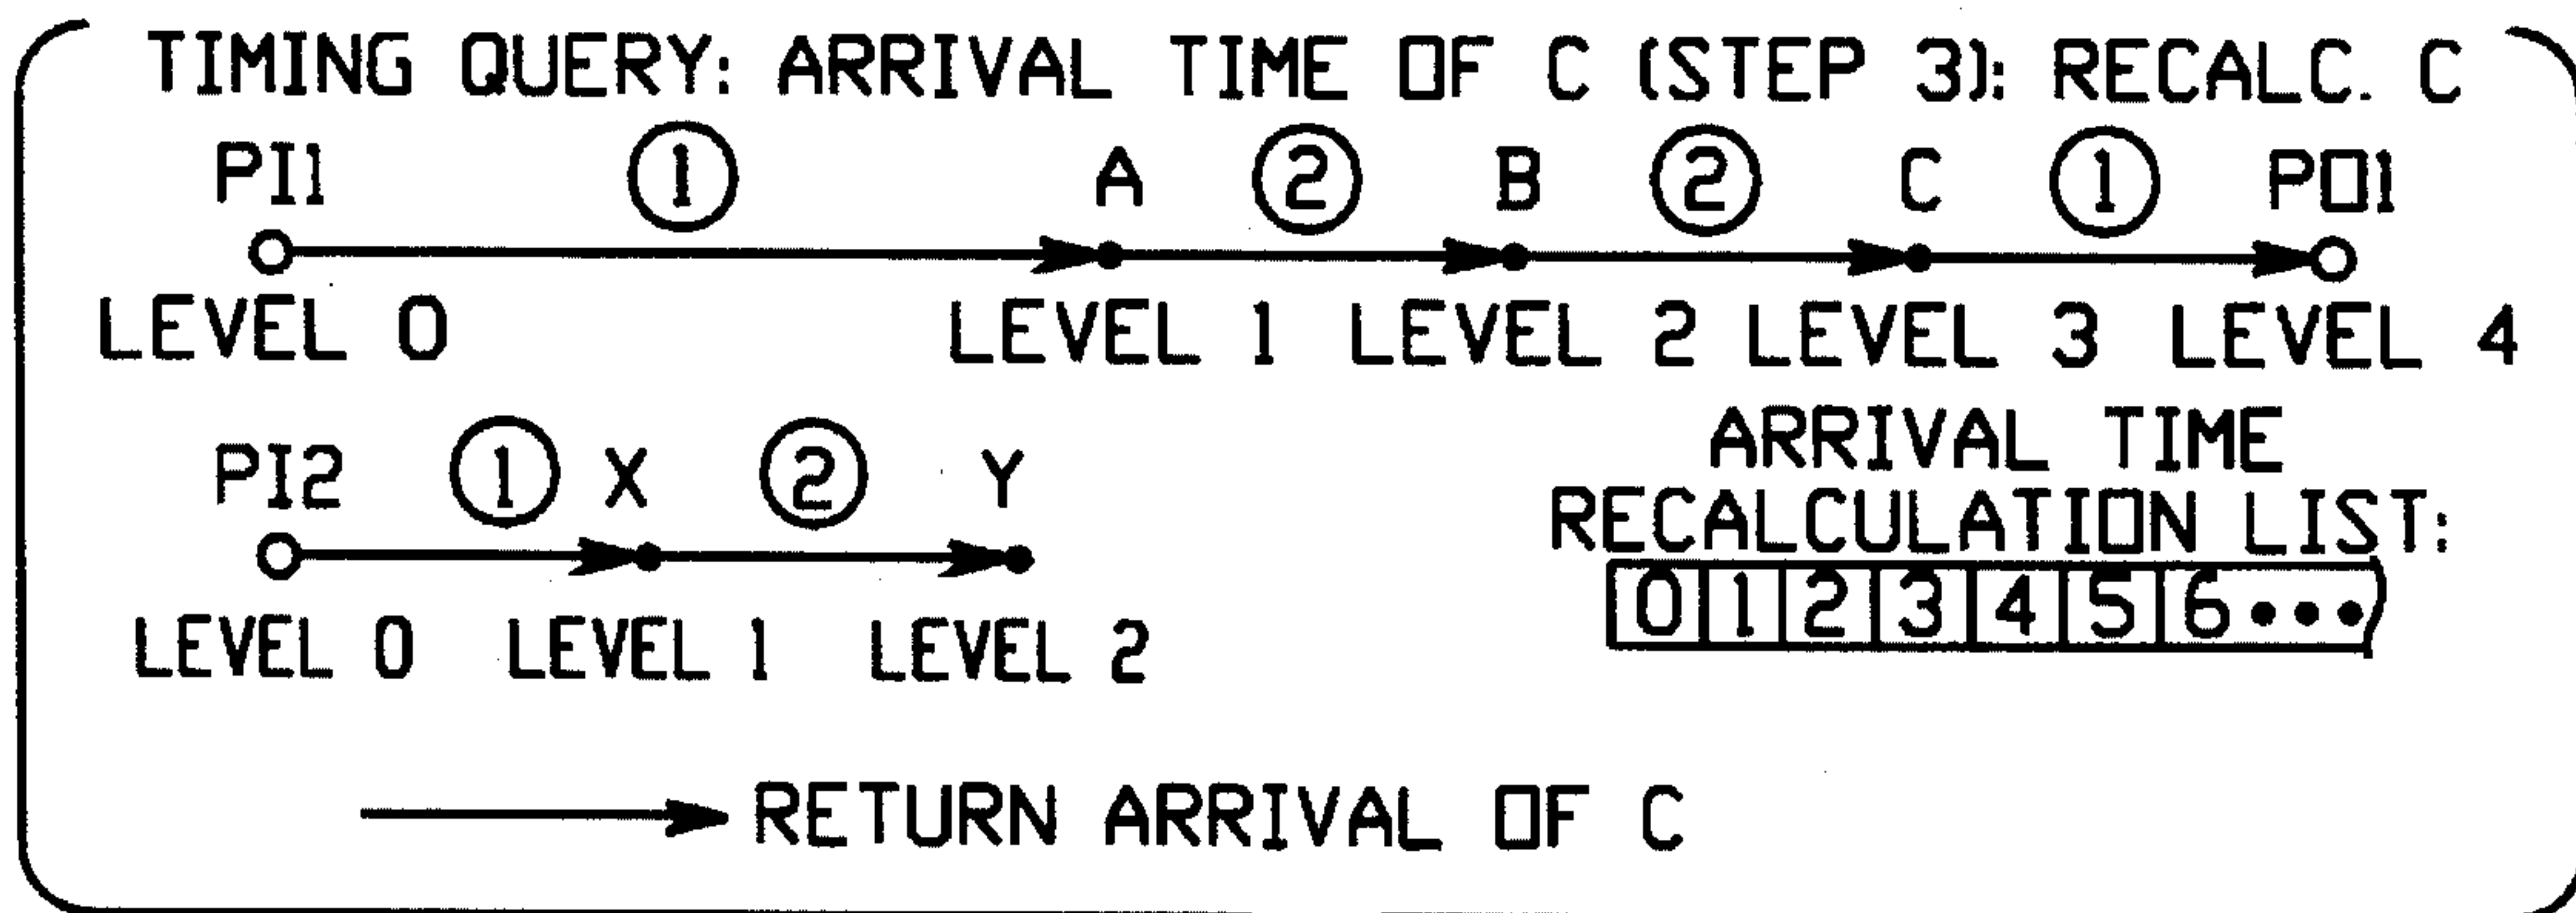 TIMING QUERY: ARRIVAL TIME OF C (STEP 3): RECALC. C
PI1 1 A 2 B 2 C 1 PO1
LEVEL 0 LEVEL 1 LEVEL 2 LEVEL 3 LEVEL 4
PI2 1 X 2 Y
LEVEL 0 LEVEL 1 LEVEL 2
ARRIVAL TIME
RECALCULATION LIST:
0 1 2 3 4 5 6 •••
RETURN ARRIVAL OF C